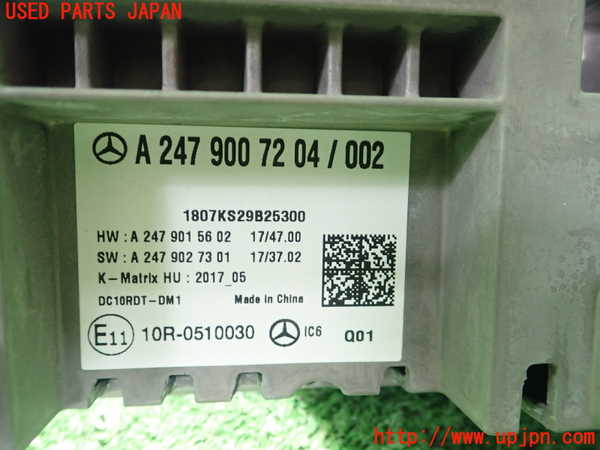 USED PARTS JAPAN
A 247 900 72 04 / 002
1807KS29B25300
HW : A 247 901 56 02 17/47.00
SW : A 247 902 73 01 17/37.02
K-Matrix HU : 2017_05
DC10RDT-DM1 Made in China
E11 10R-0510030 IC6 Q01
http://www.upjpn.com/